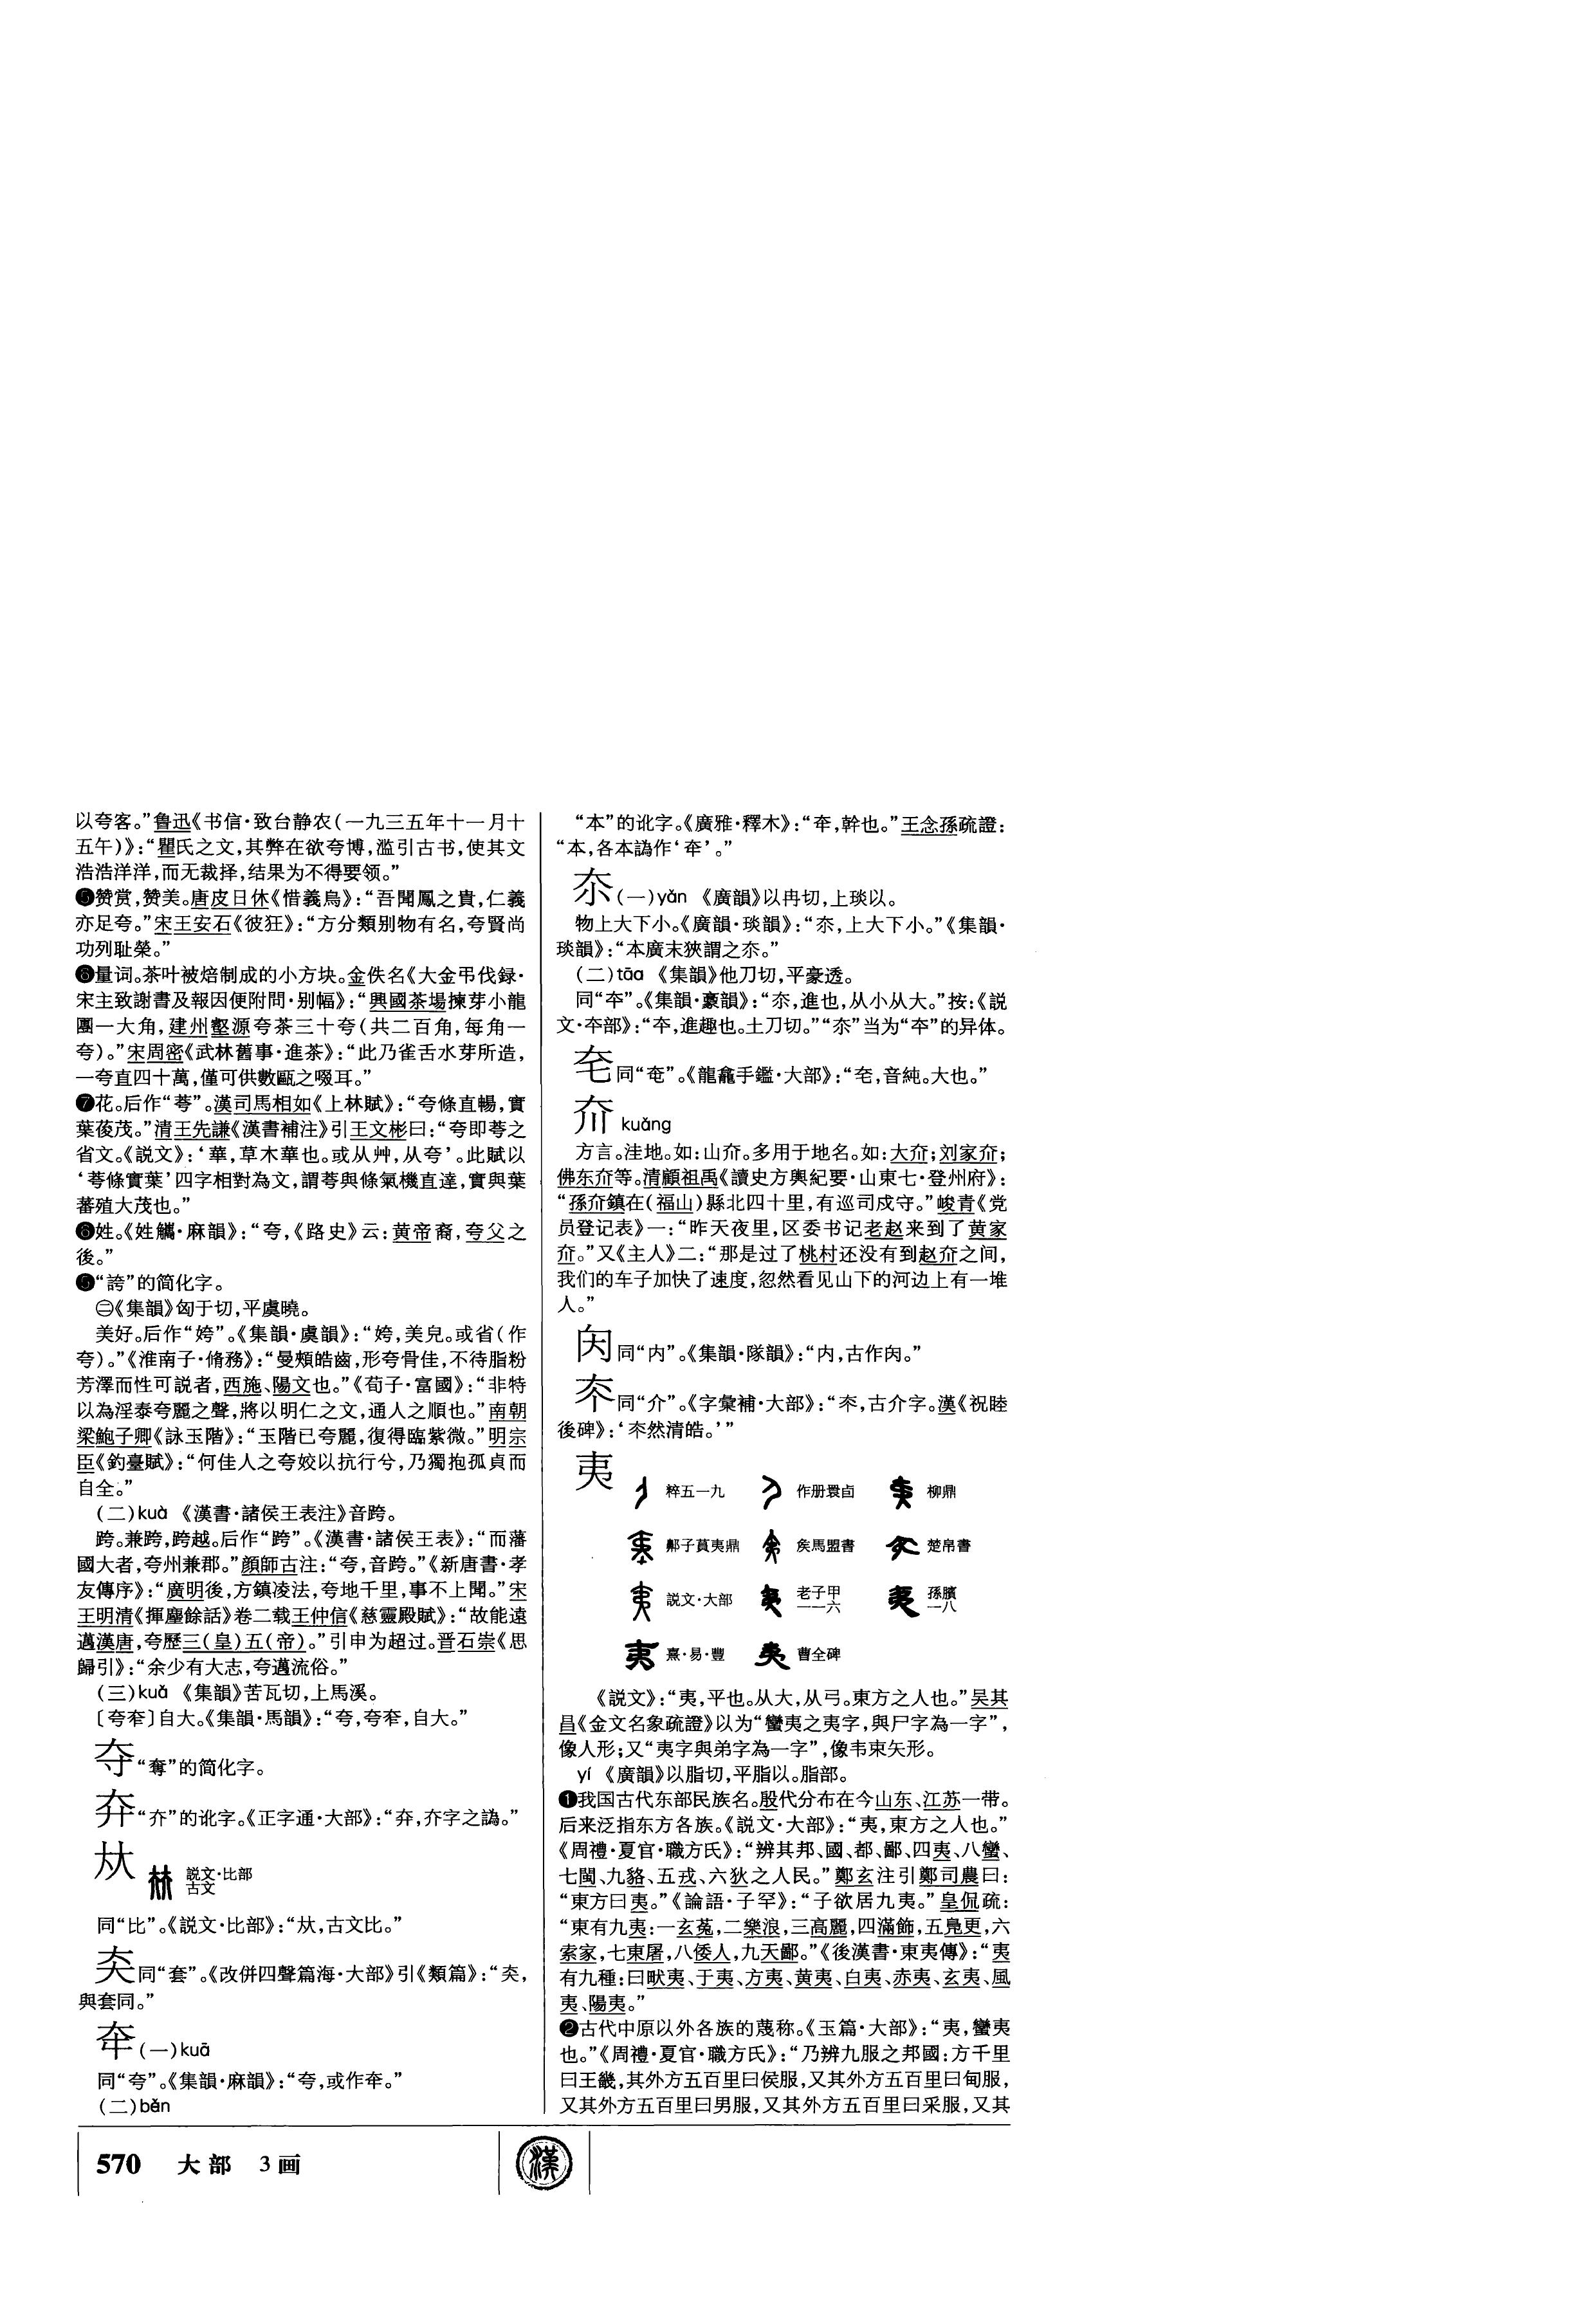 以夸客。”鲁迅《书信·致台静农(一九三五年十一月十
五午)》:“瞿氏之文,其弊在欲夸博,滥引古书,使其文
浩浩洋洋,而无裁择,结果为不得要领。”
❺赞赏,赞美。唐皮日休《惜義鳥》:“吾聞鳳之貴,仁義
亦足夸。”宋王安石《彼狂》:“方分類别物有名,夸賢尚
功列耻榮。”
❻量词。茶叶被焙制成的小方块。金佚名《大金弔伐録·
宋主致謝書及報因便附問·别幅》:“興國茶場揀芽小龍
團一大角,建州壑源夸茶三十夸(共二百角,每角一
夸)。”宋周密《武林舊事·進茶》:“此乃雀舌水芽所造,
一夸直四十萬,僅可供數甌之啜耳。”
❼花。后作“荂”。漢司馬相如《上林賦》:“夸條直暢,實
葉葰茂。”清王先謙《漢書補注》引王文彬曰:“夸即荂之
省文。《説文》:‘華,草木華也。或从艸,从夸’。此賦以
‘荂條實葉’四字相對為文,謂荂與條氣機直達,實與葉
蕃殖大茂也。”
❽姓。《姓觿·麻韻》:“夸,《路史》云:黄帝裔,夸父之
後。”
❾“誇”的简化字。
㊁《集韻》匈于切,平虞曉。
美好。后作“姱”。《集韻·虞韻》:“姱,美皃。或省(作
夸)。”《淮南子·脩務》:“曼頰皓齒,形夸骨佳,不待脂粉
芳澤而性可説者,西施、陽文也。”《荀子·富國》:“非特
以為淫泰夸麗之聲,將以明仁之文,通人之順也。”南朝
梁鮑子卿《詠玉階》:“玉階已夸麗,復得臨紫微。”明宗
臣《釣臺賦》:“何佳人之夸姣以抗行兮,乃獨抱孤貞而
自全。”
(二)kuà 《漢書·諸侯王表注》音跨。
跨。兼跨,跨越。后作“跨”。《漢書·諸侯王表》:“而藩
國大者,夸州兼郡。”顔師古注:“夸,音跨。”《新唐書·孝
友傳序》:“廣明後,方鎮凌法,夸地千里,事不上聞。”宋
王明清《揮麈餘話》卷二载王仲信《慈靈殿賦》:“故能遠
邁漢唐,夸歷三(皇)五(帝)。”引申为超过。晋石崇《思
歸引》:“余少有大志,夸邁流俗。”
(三)kuǎ 《集韻》苦瓦切,上馬溪。
〔夸夿〕自大。《集韻·馬韻》:“夸,夸夿,自大。”
夺“奪”的简化字。
㚏“夰”的讹字。《正字通·大部》:“㚏,夰字之譌。”
夶 説文·比部
古文
同“比”。《説文·比部》:“夶,古文比。”
同“套”。《改併四聲篇海·大部》引《類篇》:“,
與套同。”
(一)kuā
同“夸”。《集韻·麻韻》:“夸,或作。”
(二)běn
“本”的讹字。《廣雅·釋木》:“,幹也。”王念孫疏證:
“本,各本譌作‘’。”
尒(一)yǎn 《廣韻》以冉切,上琰以。
物上大下小。《廣韻·琰韻》:“,上大下小。”《集韻·
琰韻》:“本廣末狹謂之。”
(二)tāo 《集韻》他刀切,平豪透。
同“夲”。《集韻·豪韻》:“,進也,从小从大。”按:《説
文·夲部》:“夲,進趣也。土刀切。”“”当为“夲”的异体。
同“奄”。《龍龕手鑑·大部》:“,音純。大也。”
夼 kuǎng
方言。洼地。如:山夼。多用于地名。如:大夼;刘家夼;
佛东夼等。清顧祖禹《讀史方輿紀要·山東七·登州府》:
“孫夼鎮在(福山)縣北四十里,有巡司戍守。”峻青《党
员登记表》一:“昨天夜里,区委书记老赵来到了黄家
夼。”又《主人》二:“那是过了桃村还没有到赵夼之间,
我们的车子加快了速度,忽然看见山下的河边上有一堆
人。”
同“内”。《集韻·隊韻》:“内,古作。”
夲同“介”。《字彙補·大部》:“,古介字。漢《祝睦
後碑》:‘然清皓。’”
夷 粹五一九 作册睘卣 柳鼎
鄬子䔇夷鼎 矦馬盟書 楚帛書
説文·大部 老子甲一一六 孫臏一八
熹·易·豐 曹全碑
《説文》:“夷,平也。从大,从弓。東方之人也。”吴其
昌《金文名象疏證》以为“蠻夷之夷字,與尸字為一字”,
像人形;又“夷字與弟字為一字”,像韦束矢形。
yí 《廣韻》以脂切,平脂以。脂部。
❶我国古代东部民族名。殷代分布在今山东、江苏一带。
后来泛指东方各族。《説文·大部》:“夷,東方之人也。”
《周禮·夏官·職方氏》:“辨其邦、國、都、鄙、四夷、八蠻、
七閩、九貉、五戎、六狄之人民。”鄭玄注引鄭司農曰:
“東方曰夷。”《論語·子罕》:“子欲居九夷。”皇侃疏:
“東有九夷:一玄菟,二樂浪,三高麗,四滿飾,五鳧更,六
索家,七東屠,八倭人,九天鄙。”《後漢書·東夷傳》:“夷
有九種:曰畎夷、于夷、方夷、黄夷、白夷、赤夷、玄夷、風
夷、陽夷。”
❷古代中原以外各族的蔑称。《玉篇·大部》:“夷,蠻夷
也。”《周禮·夏官·職方氏》:“乃辨九服之邦國:方千里
曰王畿,其外方五百里曰侯服,又其外方五百里曰甸服,
又其外方五百里曰男服,又其外方五百里曰采服,又其
570 大部 3画
漢